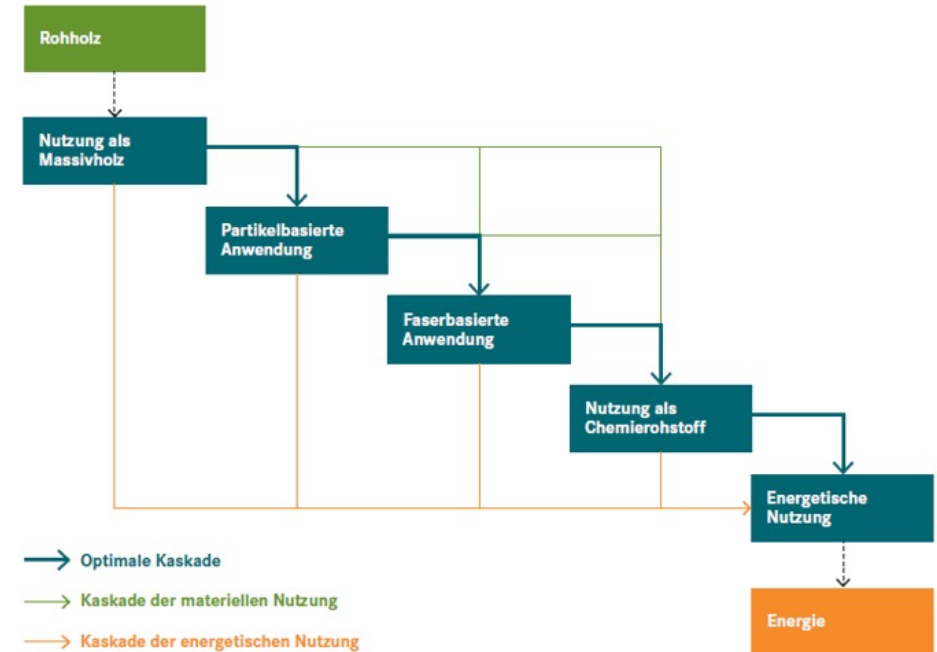 Rohholz
Nutzung als
Massivholz
Partikelbasierte
Anwendung
Faserbasierte
Anwendung
Nutzung als
Chemierohstoff
Energetische
Nutzung
Optimale Kaskade
Kaskade der materiellen Nutzung
Kaskade der energetischen Nutzung
Energie